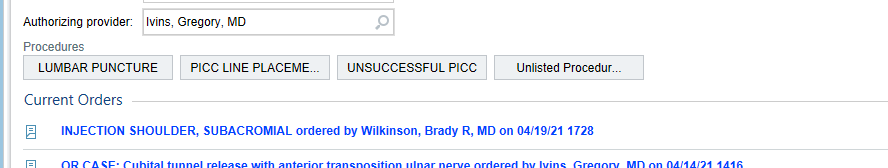 Authorizing provider: Ivins, Gregory, MD
Procedures
LUMBAR PUNCTURE PICC LINE PLACEME... UNSUCCESSFUL PICC Unlisted Procedur...
Current Orders
INJECTION SHOULDER, SUBACROMIAL ordered by Wilkinson, Brady R, MD on 04/19/21 1728
OR CASE: Cubital tunnel release with anterior transposition ulnar nerve ordered by Ivins, Gregory, MD on 04/14/21 1416